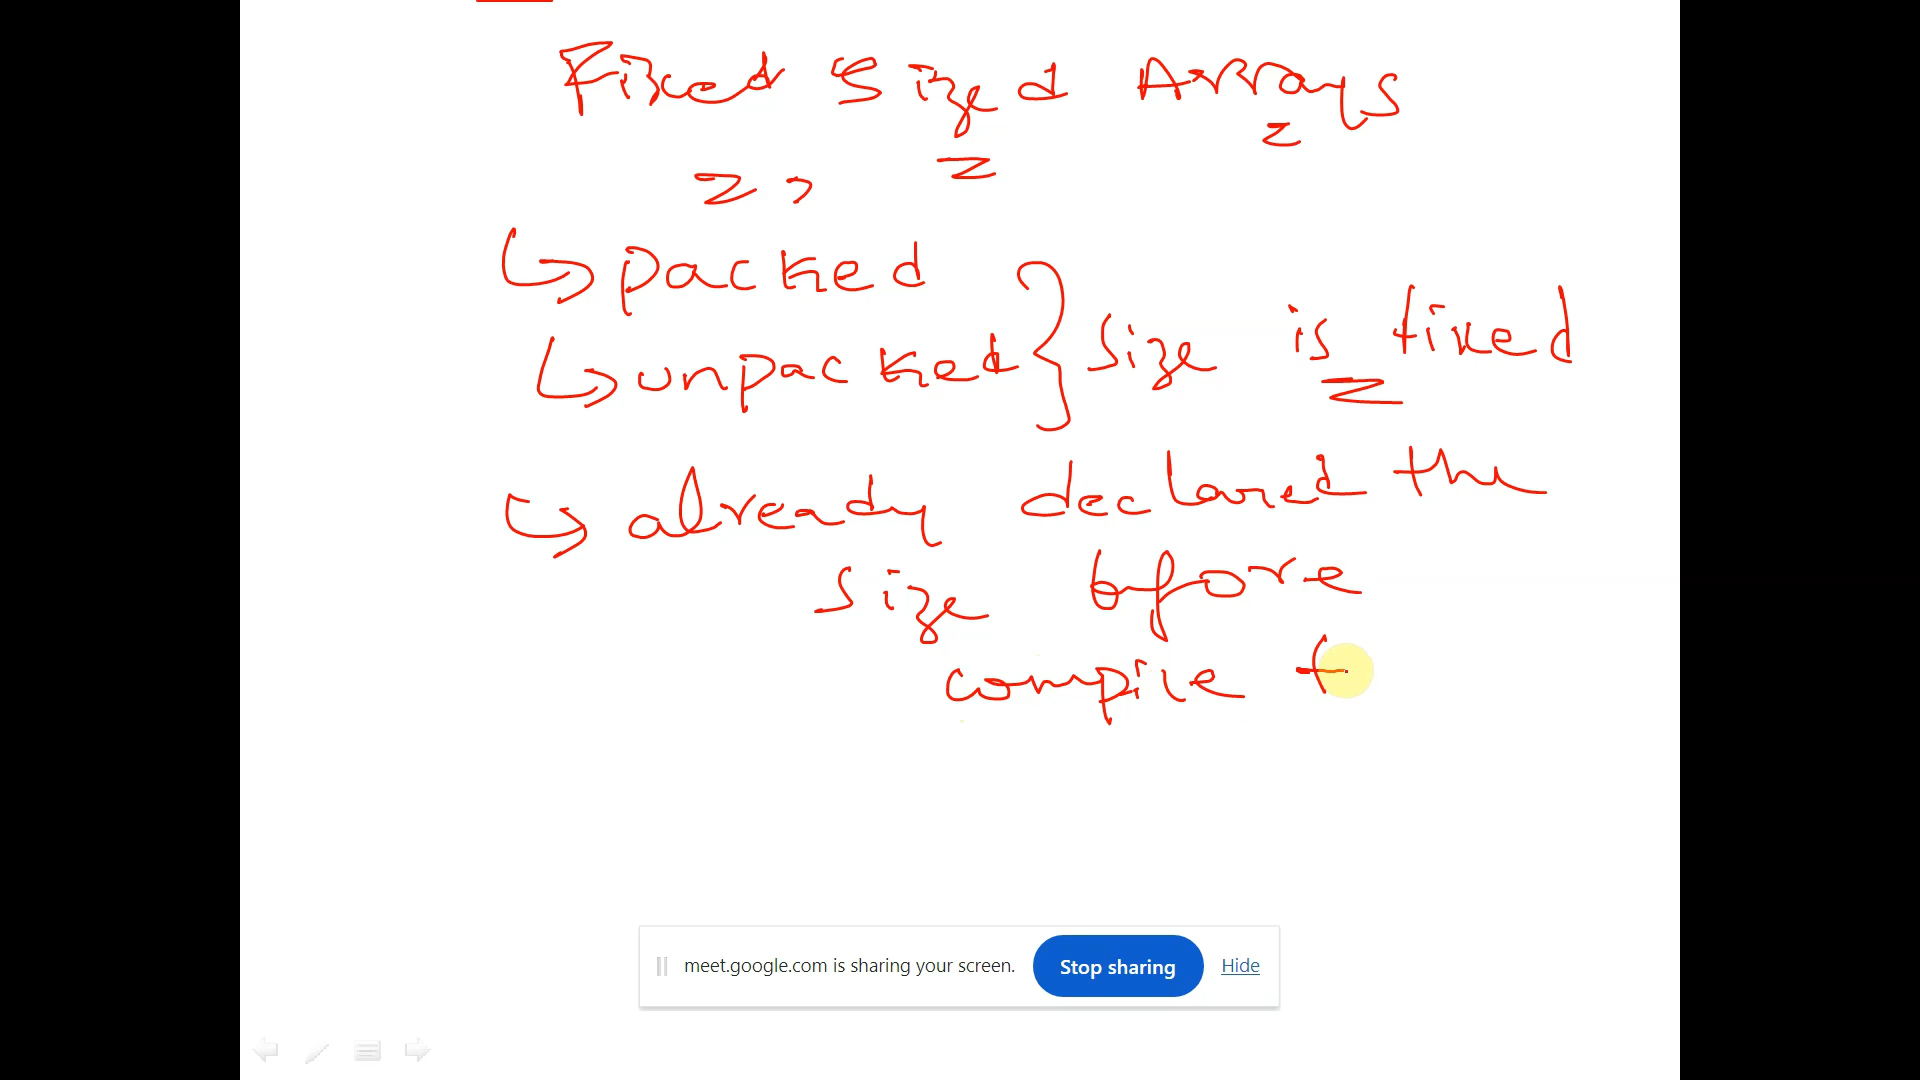 Fixed Sized Arrays
↳ packed
↳ unpacked } size is fixed
↳ already declared the
size before
compile t
meet.google.com is sharing your screen. Stop sharing Hide